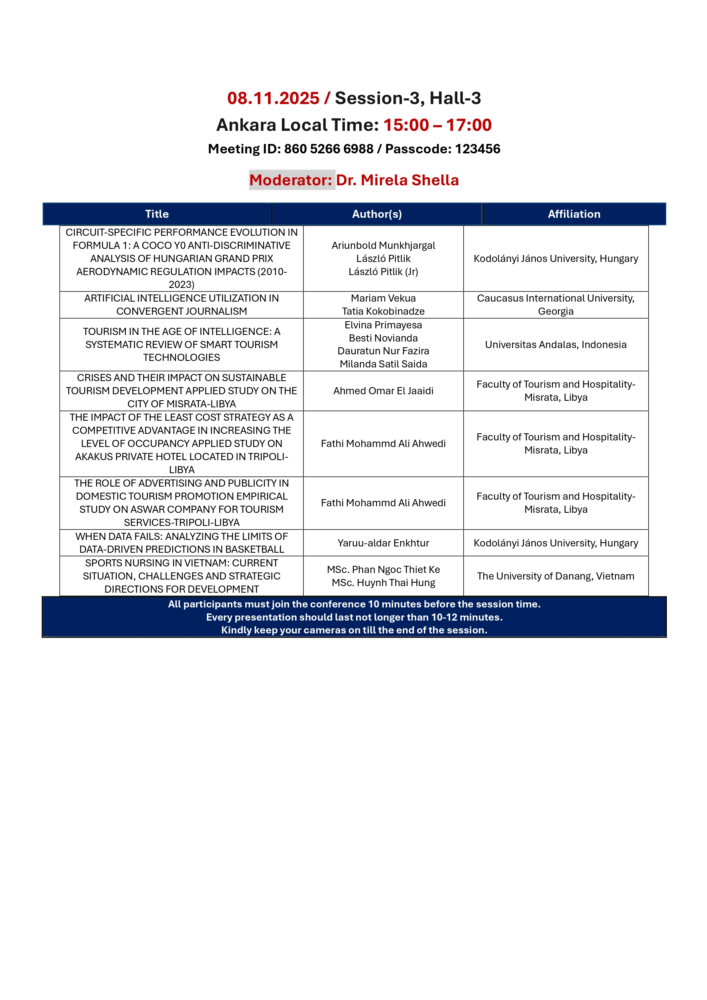 08.11.2025 / Session-3, Hall-3
Ankara Local Time: 15:00 – 17:00
Meeting ID: 860 5266 6988 / Passcode: 123456
Moderator: Dr. Mirela Shella
Title Author(s) Affiliation
CIRCUIT-SPECIFIC PERFORMANCE EVOLUTION IN
FORMULA 1: A COCO Y0 ANTI-DISCRIMINATIVE
ANALYSIS OF HUNGARIAN GRAND PRIX
AERODYNAMIC REGULATION IMPACTS (2010-
2023)
Ariunbold Munkhjargal
László Pitlik
László Pitlik (Jr)
Kodolányi János University, Hungary
ARTIFICIAL INTELLIGENCE UTILIZATION IN
CONVERGENT JOURNALISM
Mariam Vekua
Tatia Kokobinadze
Caucasus International University,
Georgia
TOURISM IN THE AGE OF INTELLIGENCE: A
SYSTEMATIC REVIEW OF SMART TOURISM
TECHNOLOGIES
Elvina Primayesa
Besti Novianda
Dauratun Nur Fazira
Milanda Satil Saida
Universitas Andalas, Indonesia
CRISES AND THEIR IMPACT ON SUSTAINABLE
TOURISM DEVELOPMENT APPLIED STUDY ON THE
CITY OF MISRATA-LIBYA
Ahmed Omar El Jaaidi
Faculty of Tourism and Hospitality-
Misrata, Libya
THE IMPACT OF THE LEAST COST STRATEGY AS A
COMPETITIVE ADVANTAGE IN INCREASING THE
LEVEL OF OCCUPANCY APPLIED STUDY ON
AKAKUS PRIVATE HOTEL LOCATED IN TRIPOLI-
LIBYA
Fathi Mohammd Ali Ahwedi
Faculty of Tourism and Hospitality-
Misrata, Libya
THE ROLE OF ADVERTISING AND PUBLICITY IN
DOMESTIC TOURISM PROMOTION EMPIRICAL
STUDY ON ASWAR COMPANY FOR TOURISM
SERVICES-TRIPOLI-LIBYA
Fathi Mohammd Ali Ahwedi
Faculty of Tourism and Hospitality-
Misrata, Libya
WHEN DATA FAILS: ANALYZING THE LIMITS OF
DATA-DRIVEN PREDICTIONS IN BASKETBALL
Yaruu-aldar Enkhtur
Kodolányi János University, Hungary
SPORTS NURSING IN VIETNAM: CURRENT
SITUATION, CHALLENGES AND STRATEGIC
DIRECTIONS FOR DEVELOPMENT
MSc. Phan Ngoc Thiet Ke
MSc. Huynh Thai Hung
The University of Danang, Vietnam
All participants must join the conference 10 minutes before the session time.
Every presentation should last not longer than 10-12 minutes.
Kindly keep your cameras on till the end of the session.